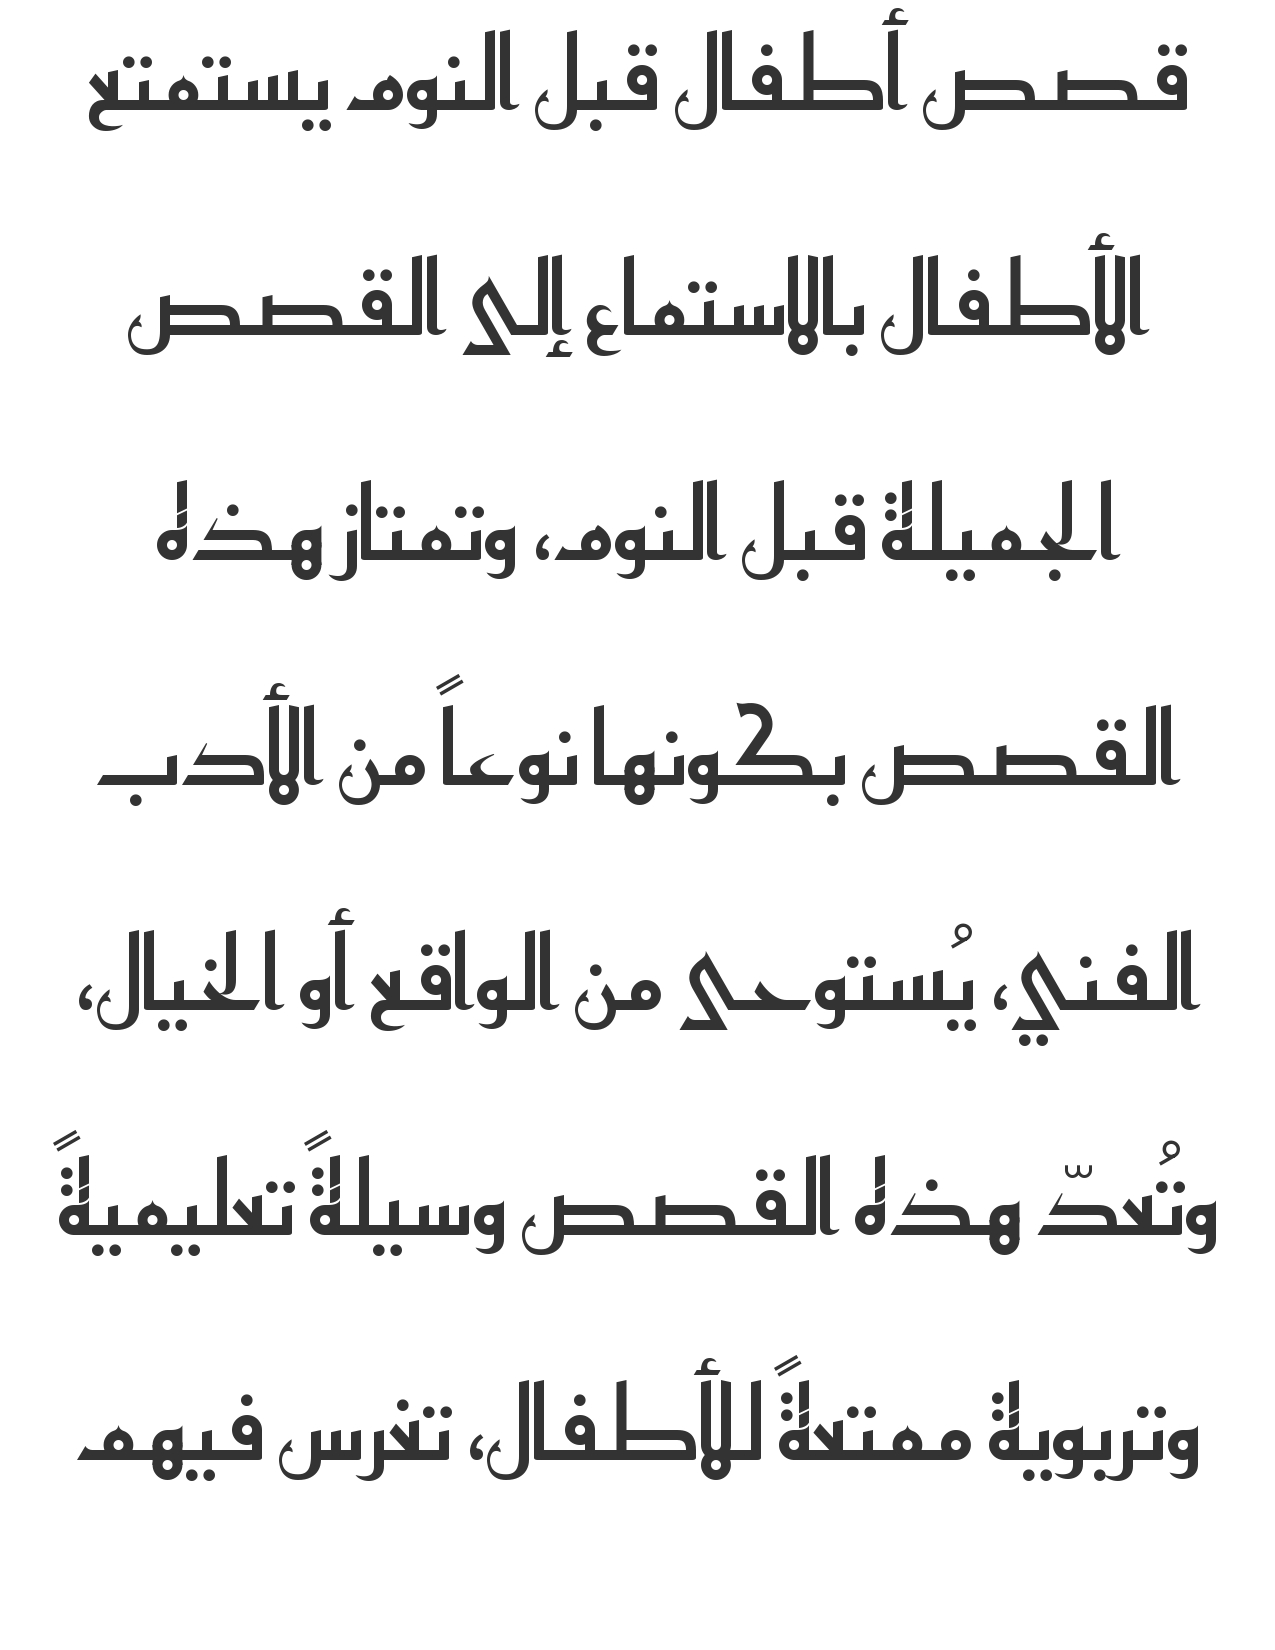 قصص أطفال قبل النوم يستمتع
الأطفال بالاستماع إلى القصص
الجميلة قبل النوم، وتمتاز هذه
القصص بكونها نوعاً من الأدب
الفني، يُستوحى من الواقع أو الخيال،
وتُعدّ هذه القصص وسيلةً تعليميةً
وتربوية ممتعةً للأطفال، تغرس فيهم